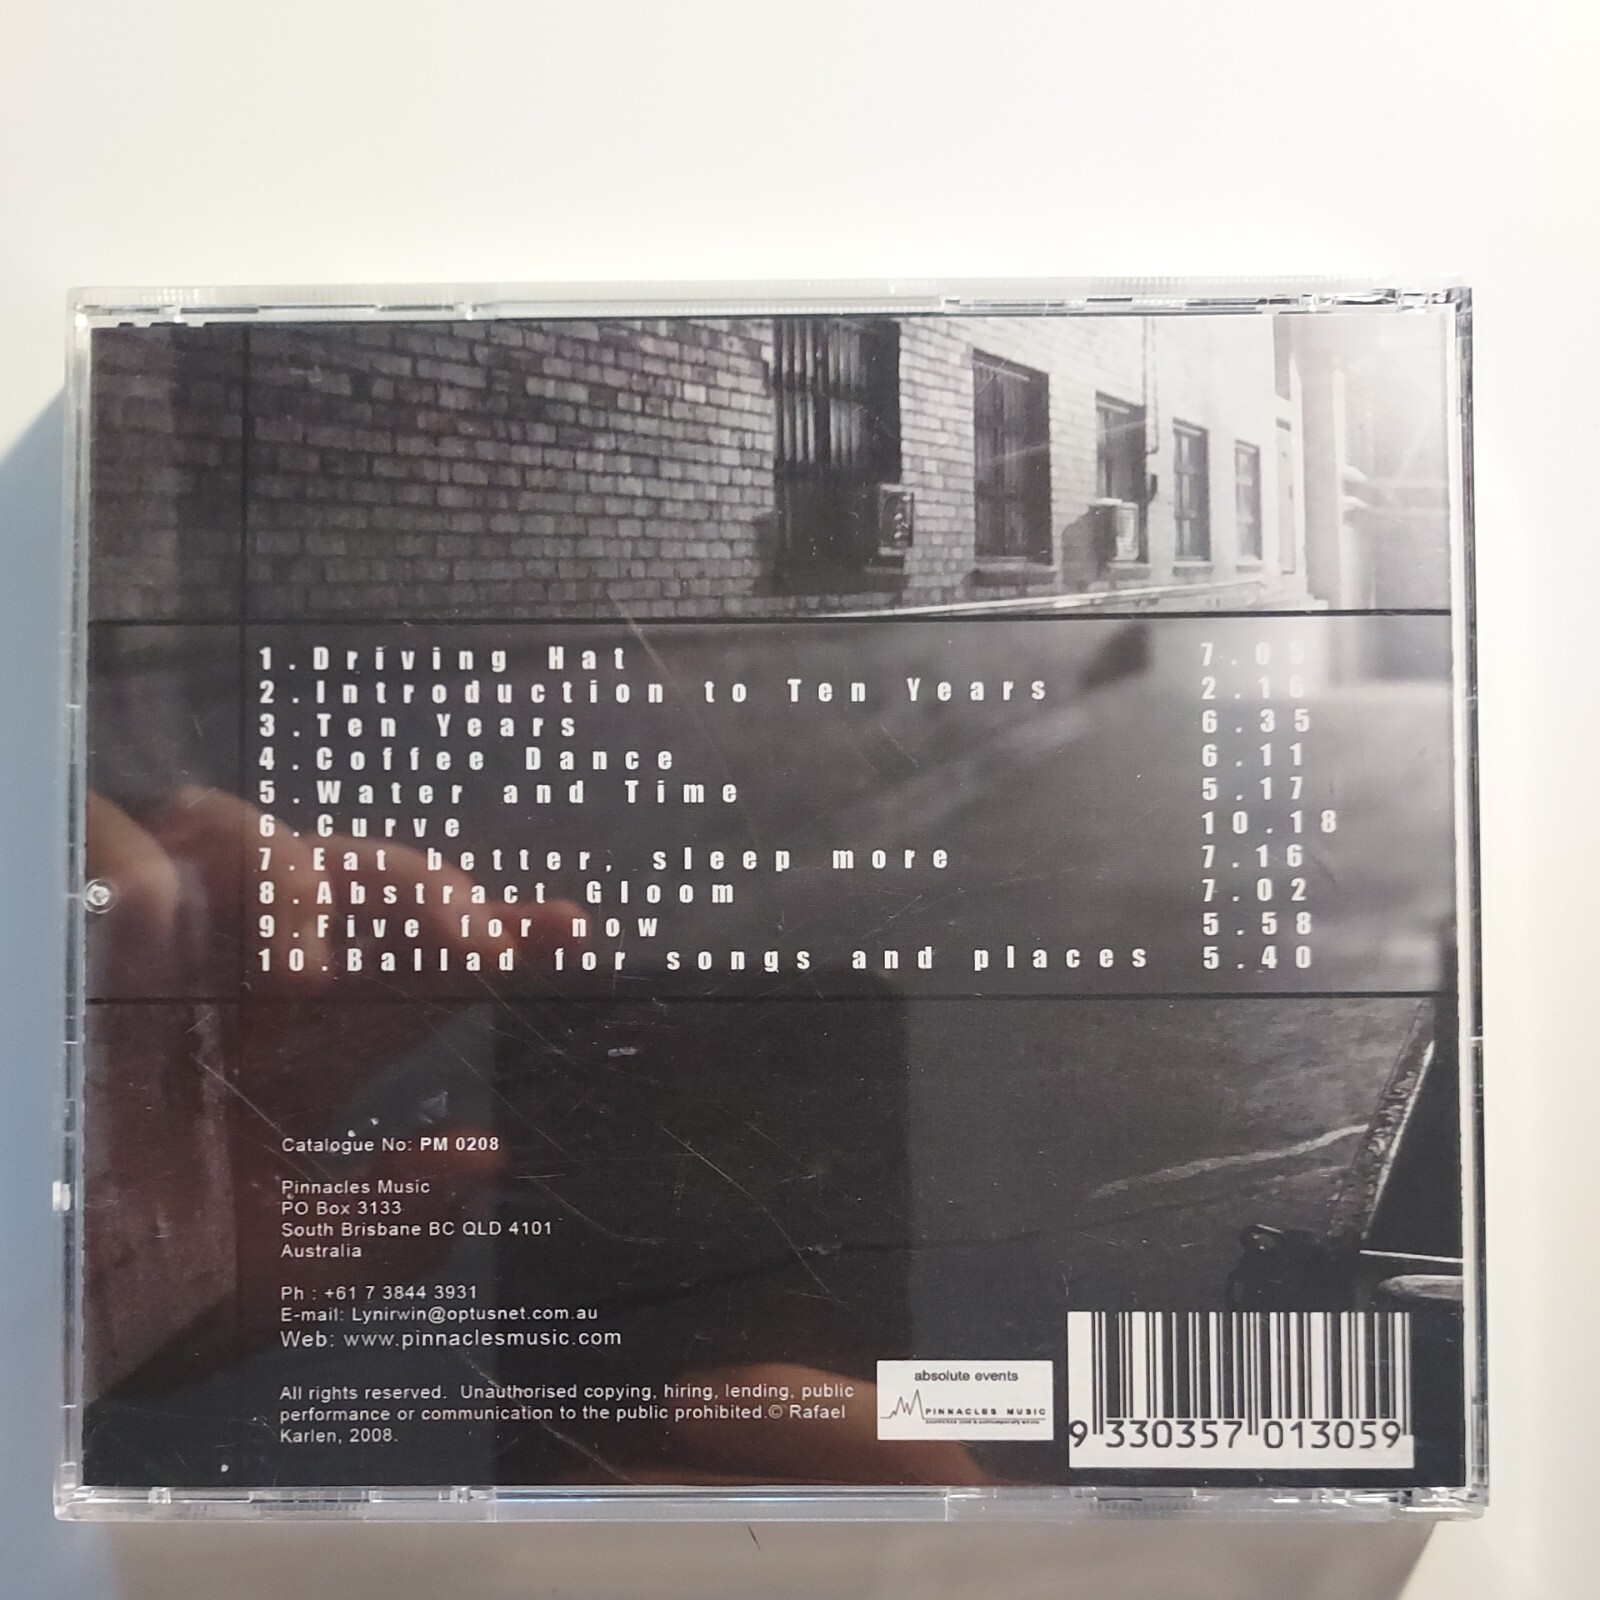 1. Driving Hat 7.05
2. Introduction to Ten Years 2.16
3. Ten Years 6.35
4. Coffee Dance 6.11
5. Water and Time 5.17
6. Curve 10.18
7. Eat better, sleep more 7.16
8. Abstract Gloom 7.02
9. Five for now 5.58
10. Ballad for songs and places 5.40
Catalogue No: PM 0208
Pinnacles Music
PO Box 3133
South Brisbane BC QLD 4101
Australia
Ph : +61 7 3844 3931
E-mail: Lynirwin@optusnet.com.au
Web: www.pinnaclesmusic.com
All rights reserved. Unauthorised copying, hiring, lending, public
performance or communication to the public prohibited.© Rafael
Karlen, 2008.
absolute events
PINNACLES MUSIC
9 330357 013059